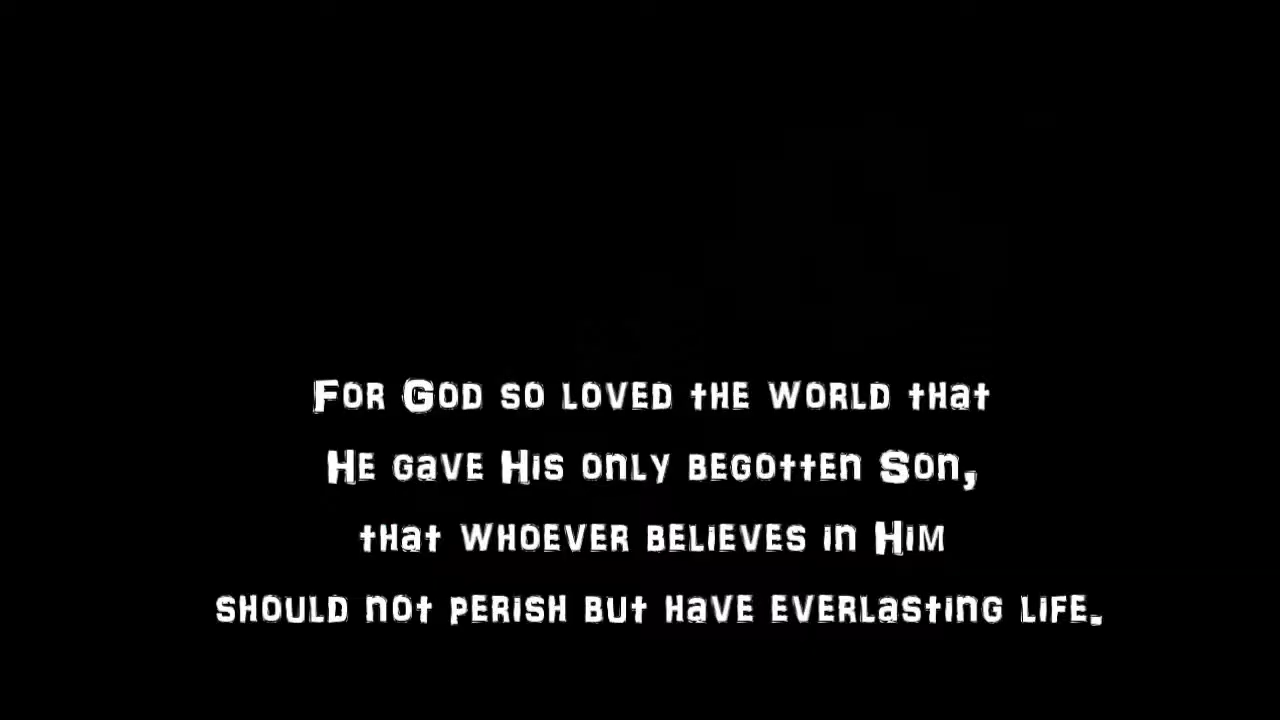 For God so loved the world that
He gave His only begotten Son,
that whoever believes in Him
should not perish but have everlasting life.